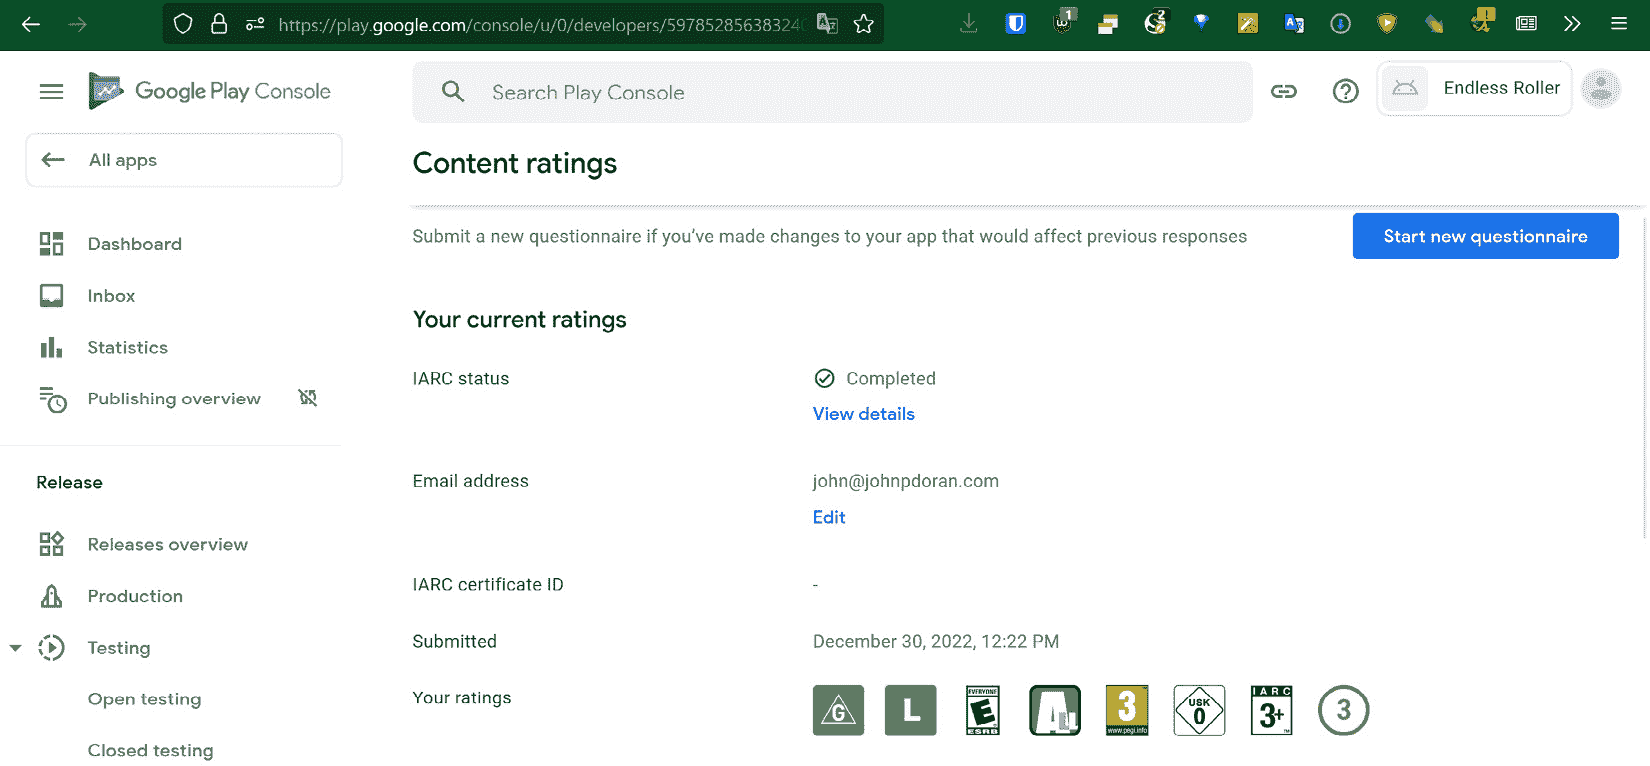 https://play.google.com/console/u/0/developers/597852856383240
1
2
Google Play Console
Search Play Console
Endless Roller
All apps
Content ratings
Submit a new questionnaire if you've made changes to your app that would affect previous responses
Start new questionnaire
Dashboard
Inbox
Statistics
Publishing overview
Your current ratings
IARC status
Completed
View details
Email address
john@johnpdoran.com
Edit
Release
Releases overview
Production
Testing
Open testing
Closed testing
IARC certificate ID
-
Submitted
December 30, 2022, 12:22 PM
Your ratings
G
L
EVERYONE
E
ESRB
AL
3
www.pegi.info
USK
0
IARC
3+
3